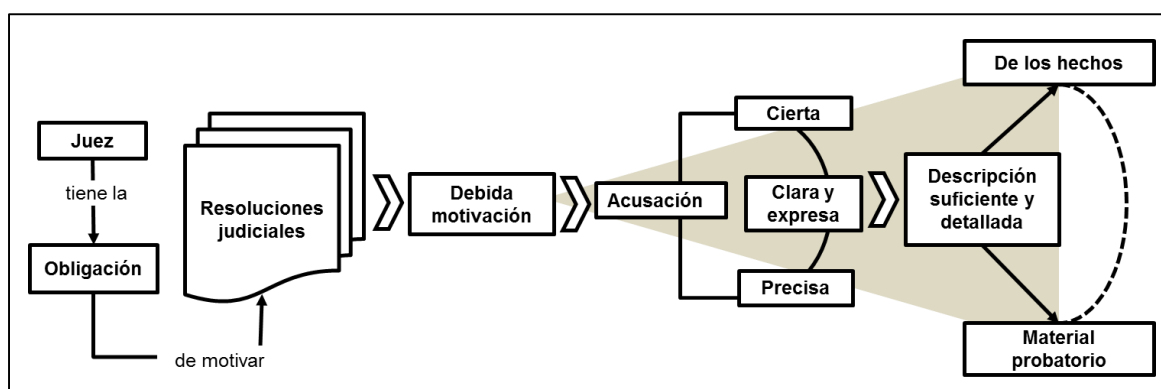 Juez
tiene la
Obligación
de motivar
Resoluciones
judiciales
Debida
motivación
Acusación
Cierta
Clara y
expresa
Precisa
Descripción
suficiente y
detallada
De los hechos
Material
probatorio